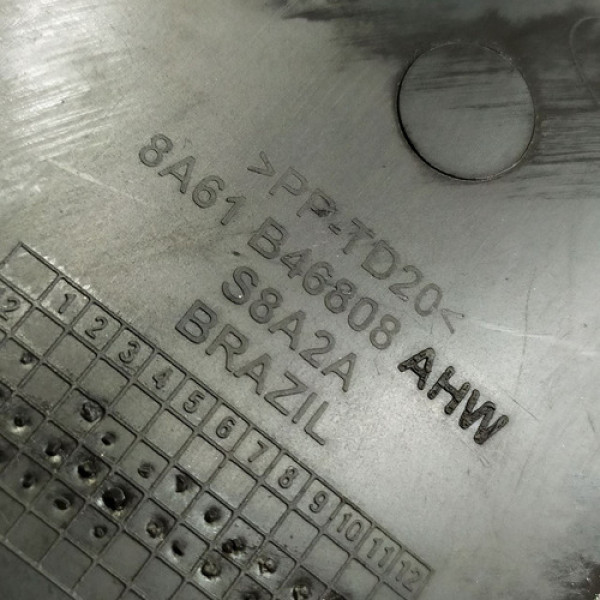 >PP-TD20<
8A61 B46808 AHW
S8A2A
BRAZIL
1 2 3 4 5 6 7 8 9 10 11 12
2